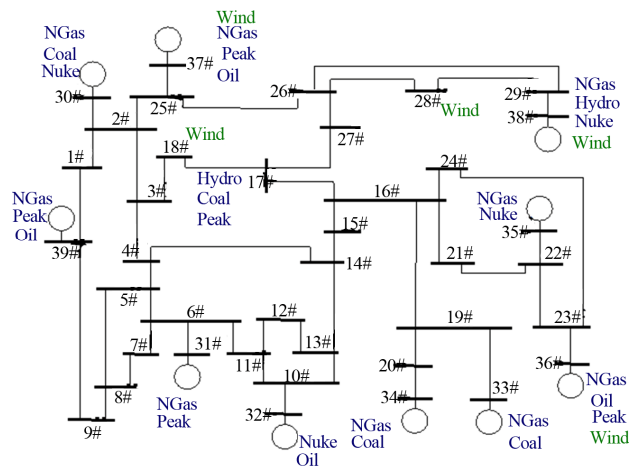 Wind
NGas
Coal
Nuke
37#
NGas
Peak
Oil
30#
25#
26#
28#
29#
NGas
Hydro
Nuke
Wind
38#
Wind
2#
Wind
18#
27#
1#
17#
24#
3#
Hydro
Coal
Peak
16#
NGas
Nuke
NGas
Peak
Oil
39#
15#
35#
4#
14#
21#
22#
5#
6#
12#
19#
23#
7#
31#
11#
13#
20#
36#
8#
NGas
Peak
10#
34#
33#
NGas
Oil
Peak
Wind
9#
32#
Nuke
Oil
NGas
Coal
NGas
Coal